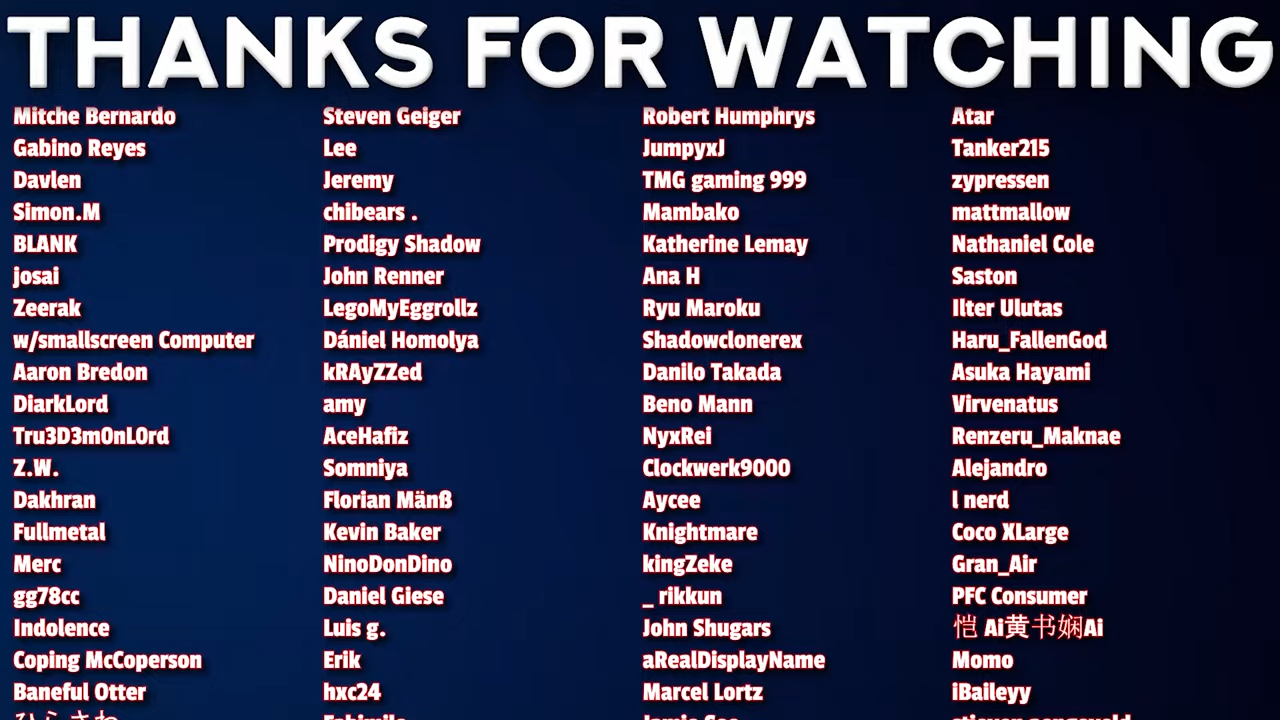 THANKS FOR WATCHING
Mitche Bernardo
Gabino Reyes
Davlen
Simon.M
BLANK
josai
Zeerak
w/smallscreen Computer
Aaron Bredon
DiarkLord
Tru3D3m0nL0rd
Z.W.
Dakhran
Fullmetal
Merc
gg78cc
Indolence
Coping McCoperson
Baneful Otter
Steven Geiger
Lee
Jeremy
chibears .
Prodigy Shadow
John Renner
LegoMyEggrollz
Dániel Homolya
kRAyZZed
amy
AceHafiz
Somniya
Florian Mänß
Kevin Baker
NinoDonDino
Daniel Giese
Luis g.
Erik
hxc24
Robert Humphrys
JumpyxJ
TMG gaming 999
Mambako
Katherine Lemay
Ana H
Ryu Maroku
Shadowclonerex
Danilo Takada
Beno Mann
NyxRei
Clockwerk9000
Aycee
Knightmare
kingZeke
_ rikkun
John Shugars
aRealDisplayName
Marcel Lortz
Atar
Tanker215
zypressen
mattmallow
Nathaniel Cole
Saston
Ilter Ulutas
Haru_FallenGod
Asuka Hayami
Virvenatus
Renzeru_Maknae
Alejandro
l nerd
Coco XLarge
Gran_Air
PFC Consumer
恺 Ai黄书娴Ai
Momo
iBaileyy